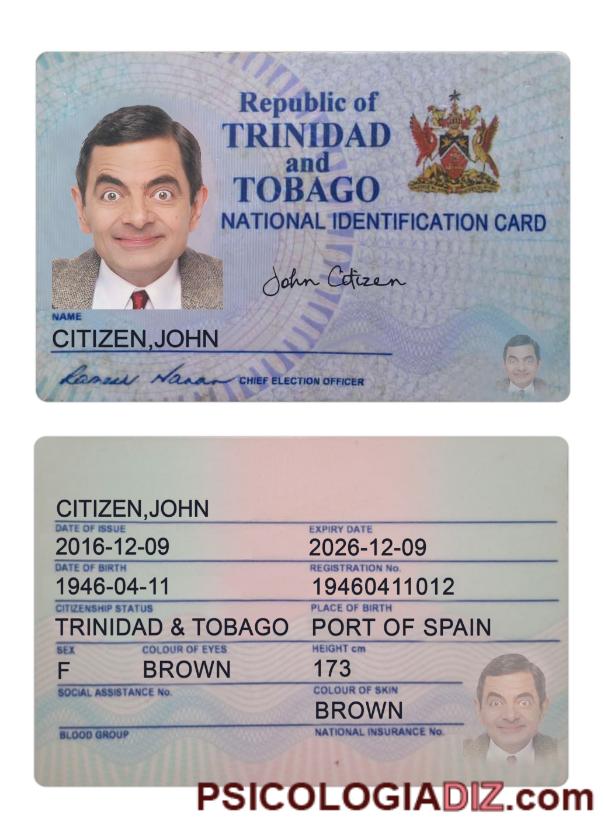 Republic of
TRINIDAD
and
TOBAGO
NATIONAL IDENTIFICATION CARD
John Citizen
NAME
CITIZEN,JOHN
CHIEF ELECTION OFFICER
CITIZEN,JOHN
DATE OF ISSUE EXPIRY DATE
2016-12-09 2026-12-09
DATE OF BIRTH REGISTRATION No.
1946-04-11 19460411012
CITIZENSHIP STATUS PLACE OF BIRTH
TRINIDAD & TOBAGO PORT OF SPAIN
SEX COLOUR OF EYES HEIGHT cm
F BROWN 173
SOCIAL ASSISTANCE No. COLOUR OF SKIN
BROWN
BLOOD GROUP NATIONAL INSURANCE No.
PSICOLOGIADIZ.com